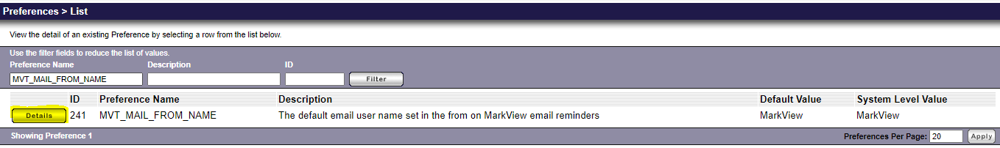 Preferences > List
View the detail of an existing Preference by selecting a row from the list below.
Use the filter fields to reduce the list of values.
Preference Name Description ID
MVT_MAIL_FROM_NAME Filter
ID Preference Name Description Default Value System Level Value
Details 241 MVT_MAIL_FROM_NAME The default email user name set in the from on MarkView email reminders MarkView MarkView
Showing Preference 1 Preferences Per Page: 20 Apply